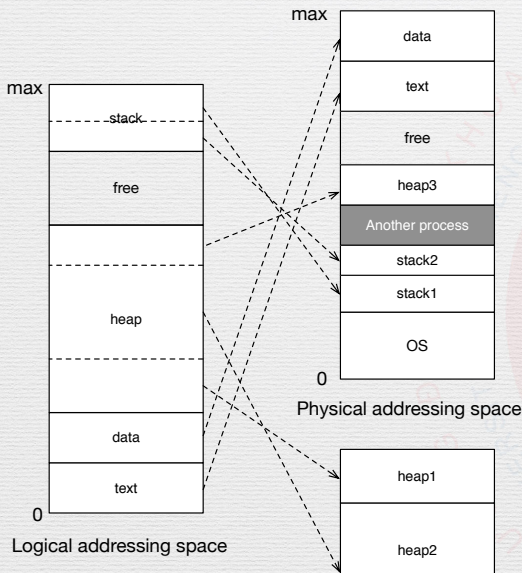 max
stack
free
heap
data
text
0
Logical addressing space
max
data
text
free
heap3
Another process
stack2
stack1
OS
0
Physical addressing space
heap1
heap2